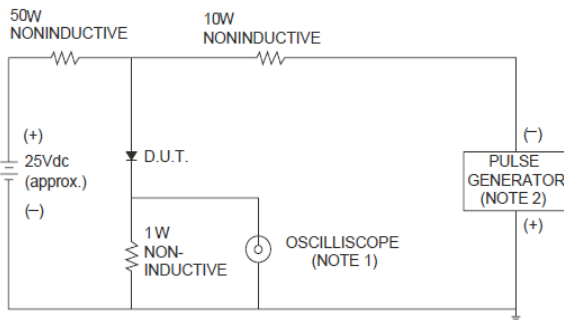 50W
NONINDUCTIVE
10W
NONINDUCTIVE
(+)
25Vdc
(approx.)
(–)
D.U.T.
1W
NON-
INDUCTIVE
OSCILLISCOPE
(NOTE 1)
(–)
PULSE
GENERATOR
(NOTE 2)
(+)